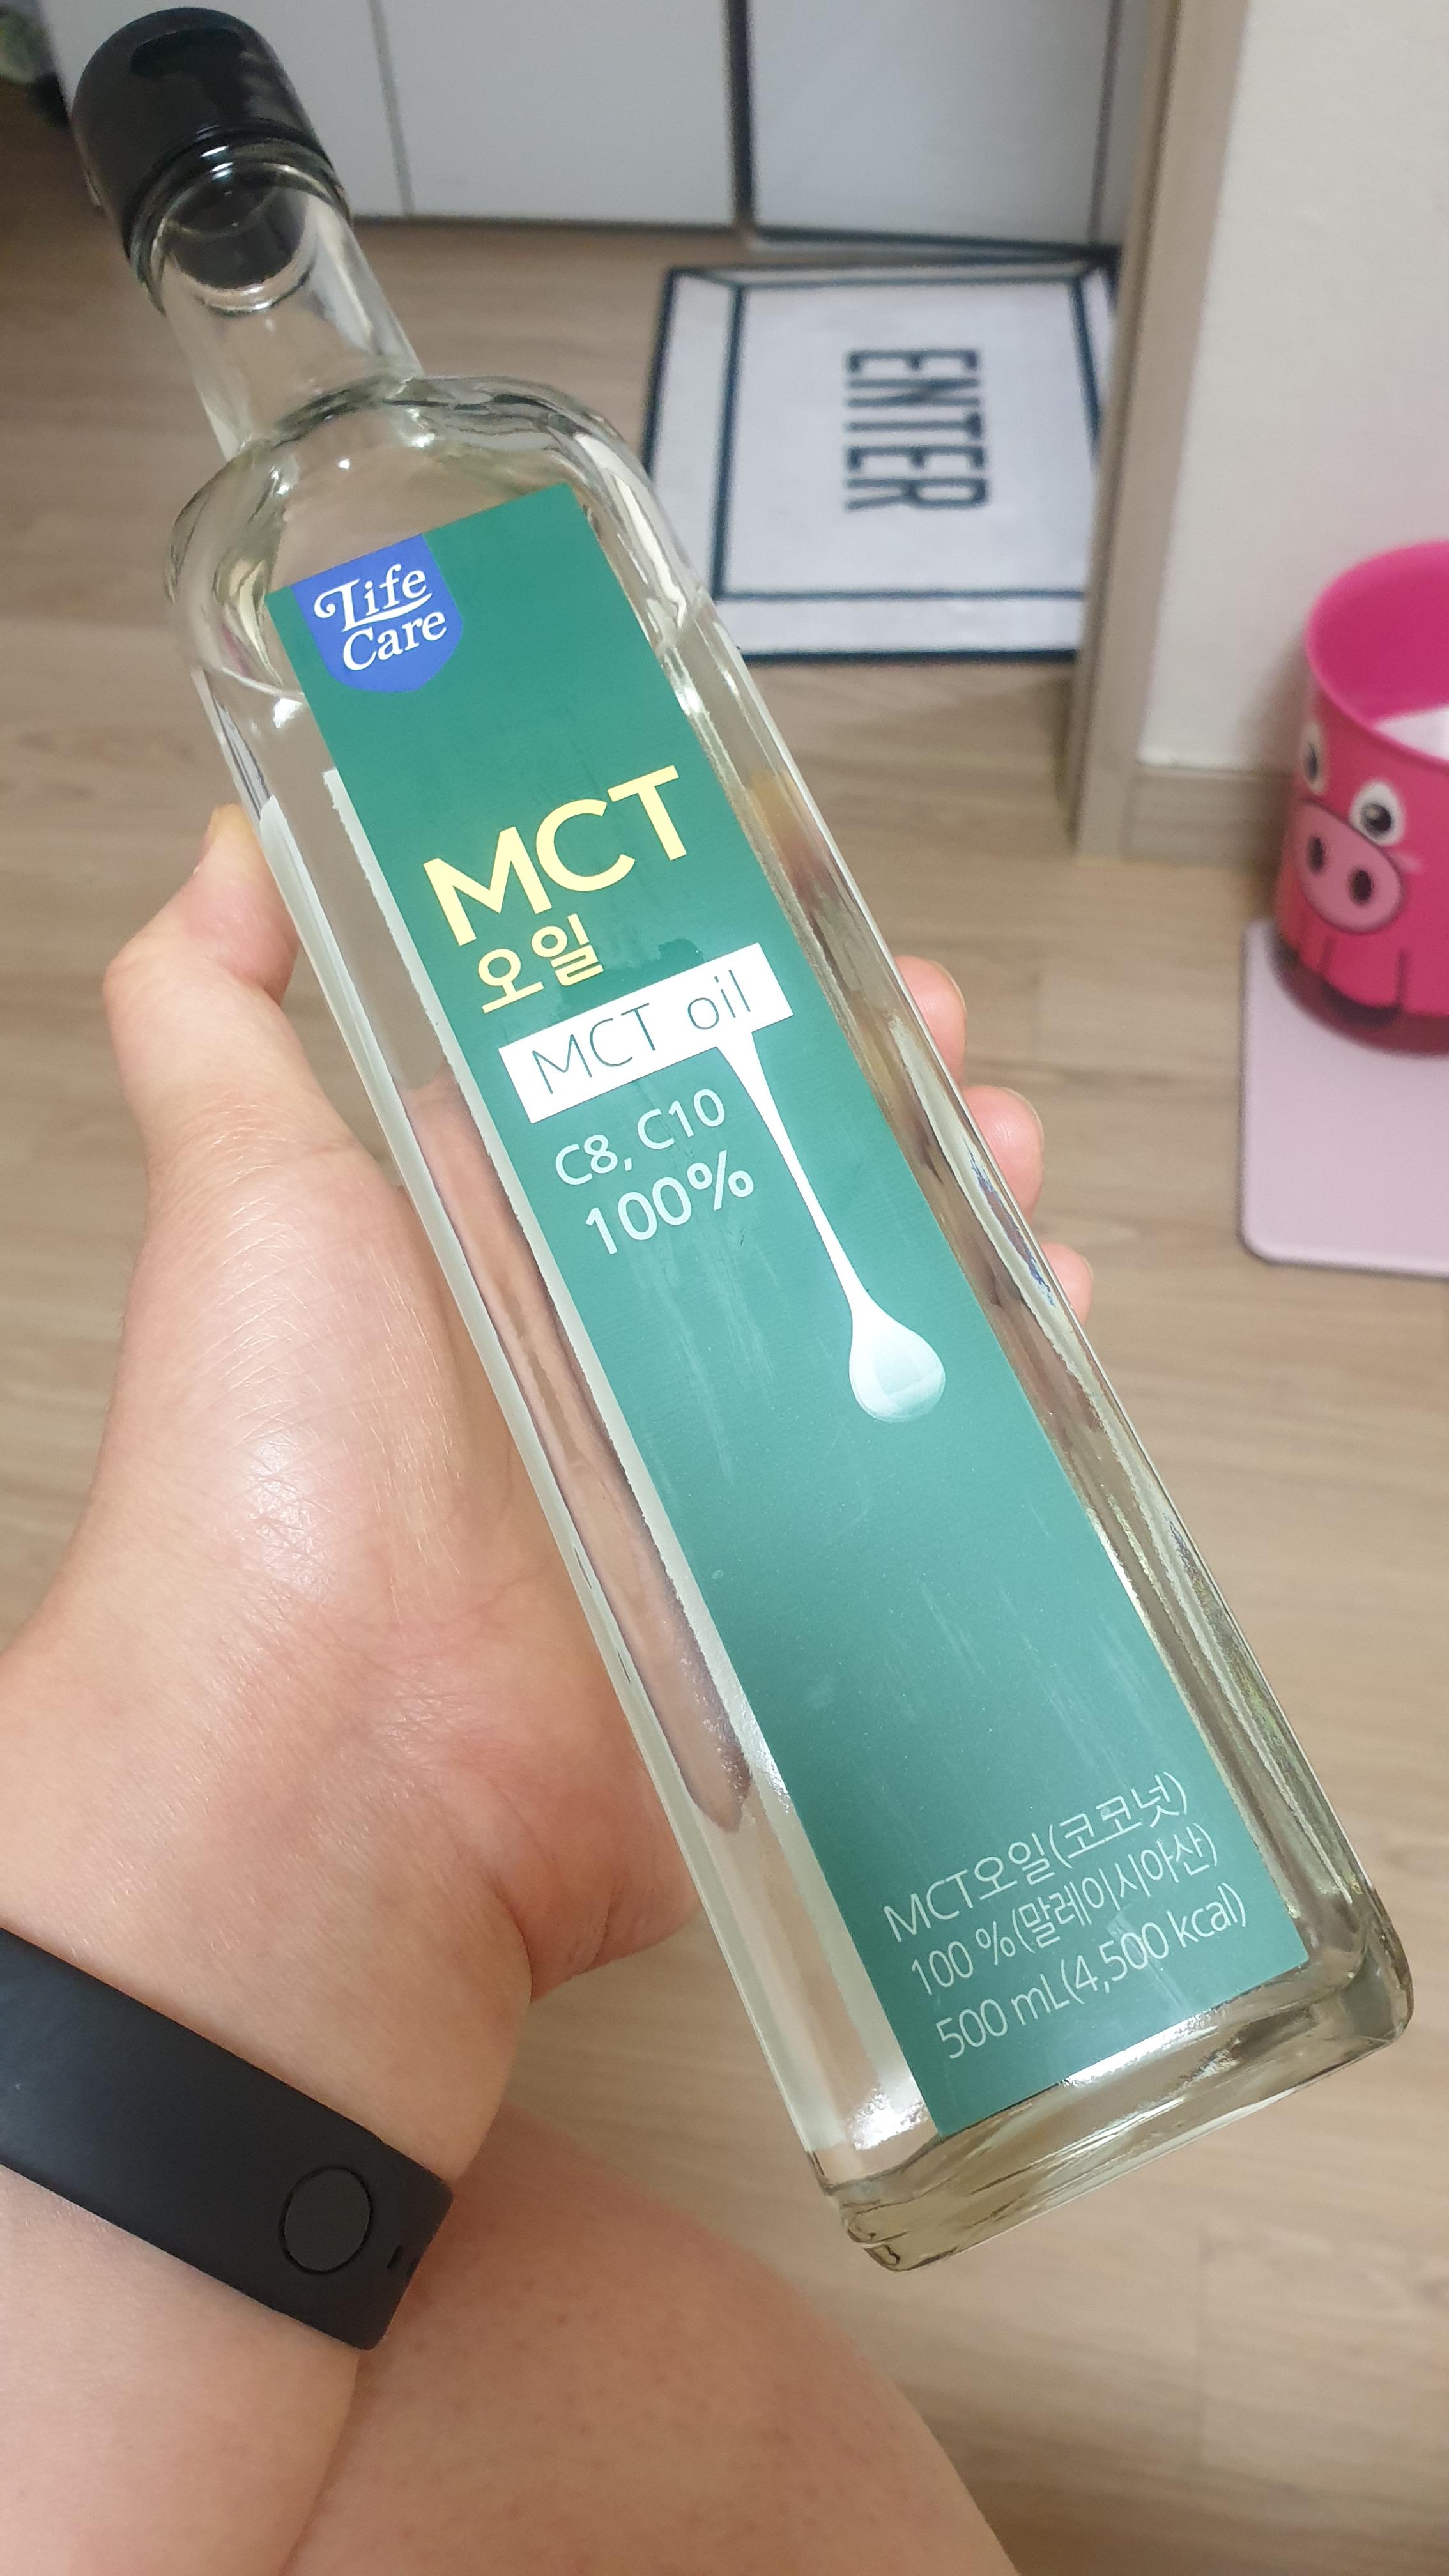 Life
Care
MCT
오일
MCT oil
C8, C10
100%
MCT오일(코코넛)
100 %(말레이시아산)
500 mL(4,500 kcal)
ENTER